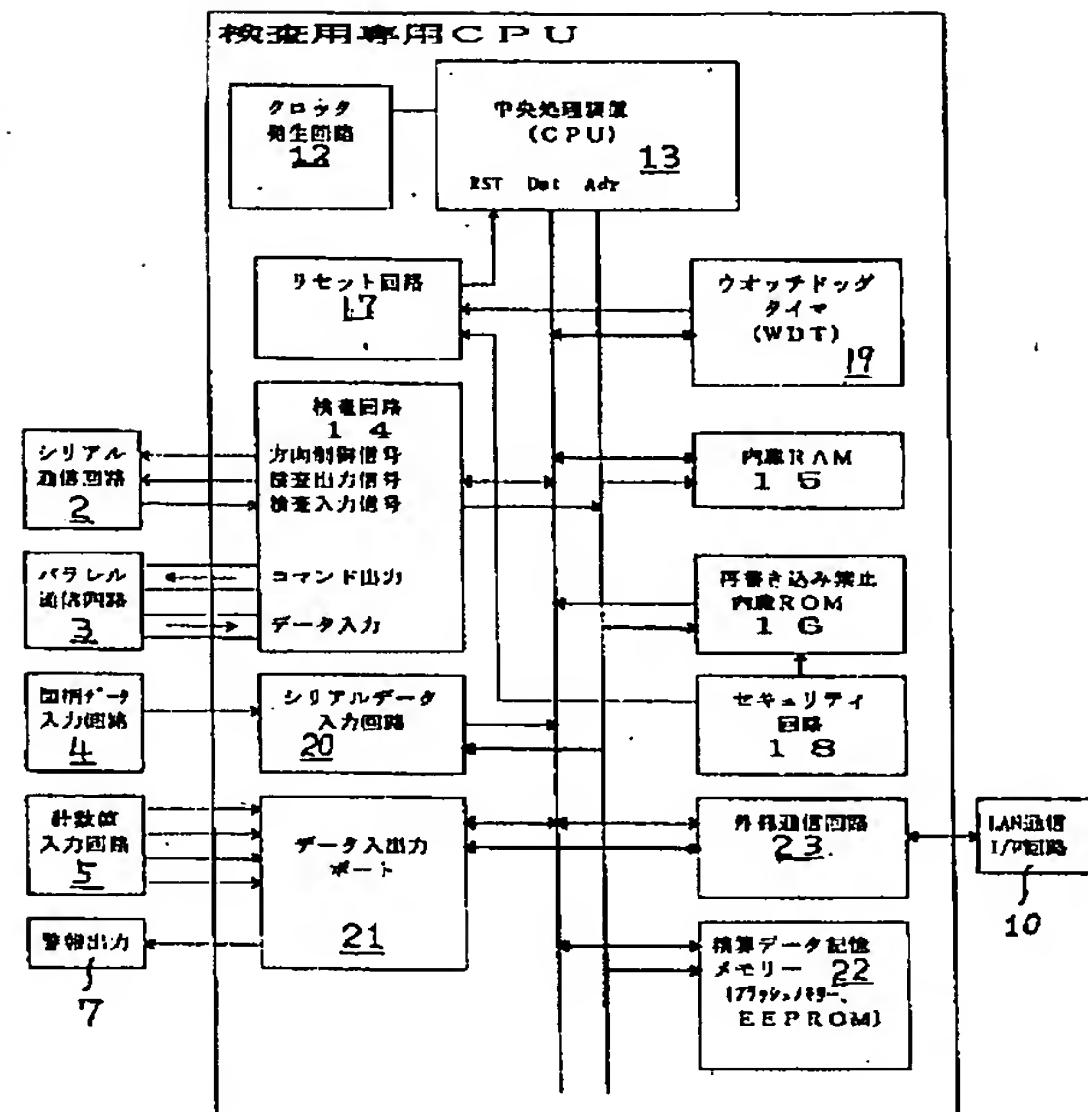 検査用専用CPU
クロック
発生回路
12
中央処理装置
(CPU)
13
RST Dat Adr
リセット回路
17
ウオッチドッグ
タイマ
(WDT)
19
検査回路
14
方向制御信号
検査出力信号
検査入力信号
コマンド出力
データ入力
シリアル
通信回路
2
パラレル
通信回路
3
内蔵RAM
15
再書き込み禁止
内蔵ROM
16
図柄データ
入力回路
4
シリアルデータ
入力回路
20
セキュリティ
回路
18
計数値
入力回路
5
データ入出力
ポート
21
外部通信回路
23
LAN通信
I/F回路
10
警報出力
7
検算データ記憶
メモリー 22
(フラッシュメモリー、
EEPROM)